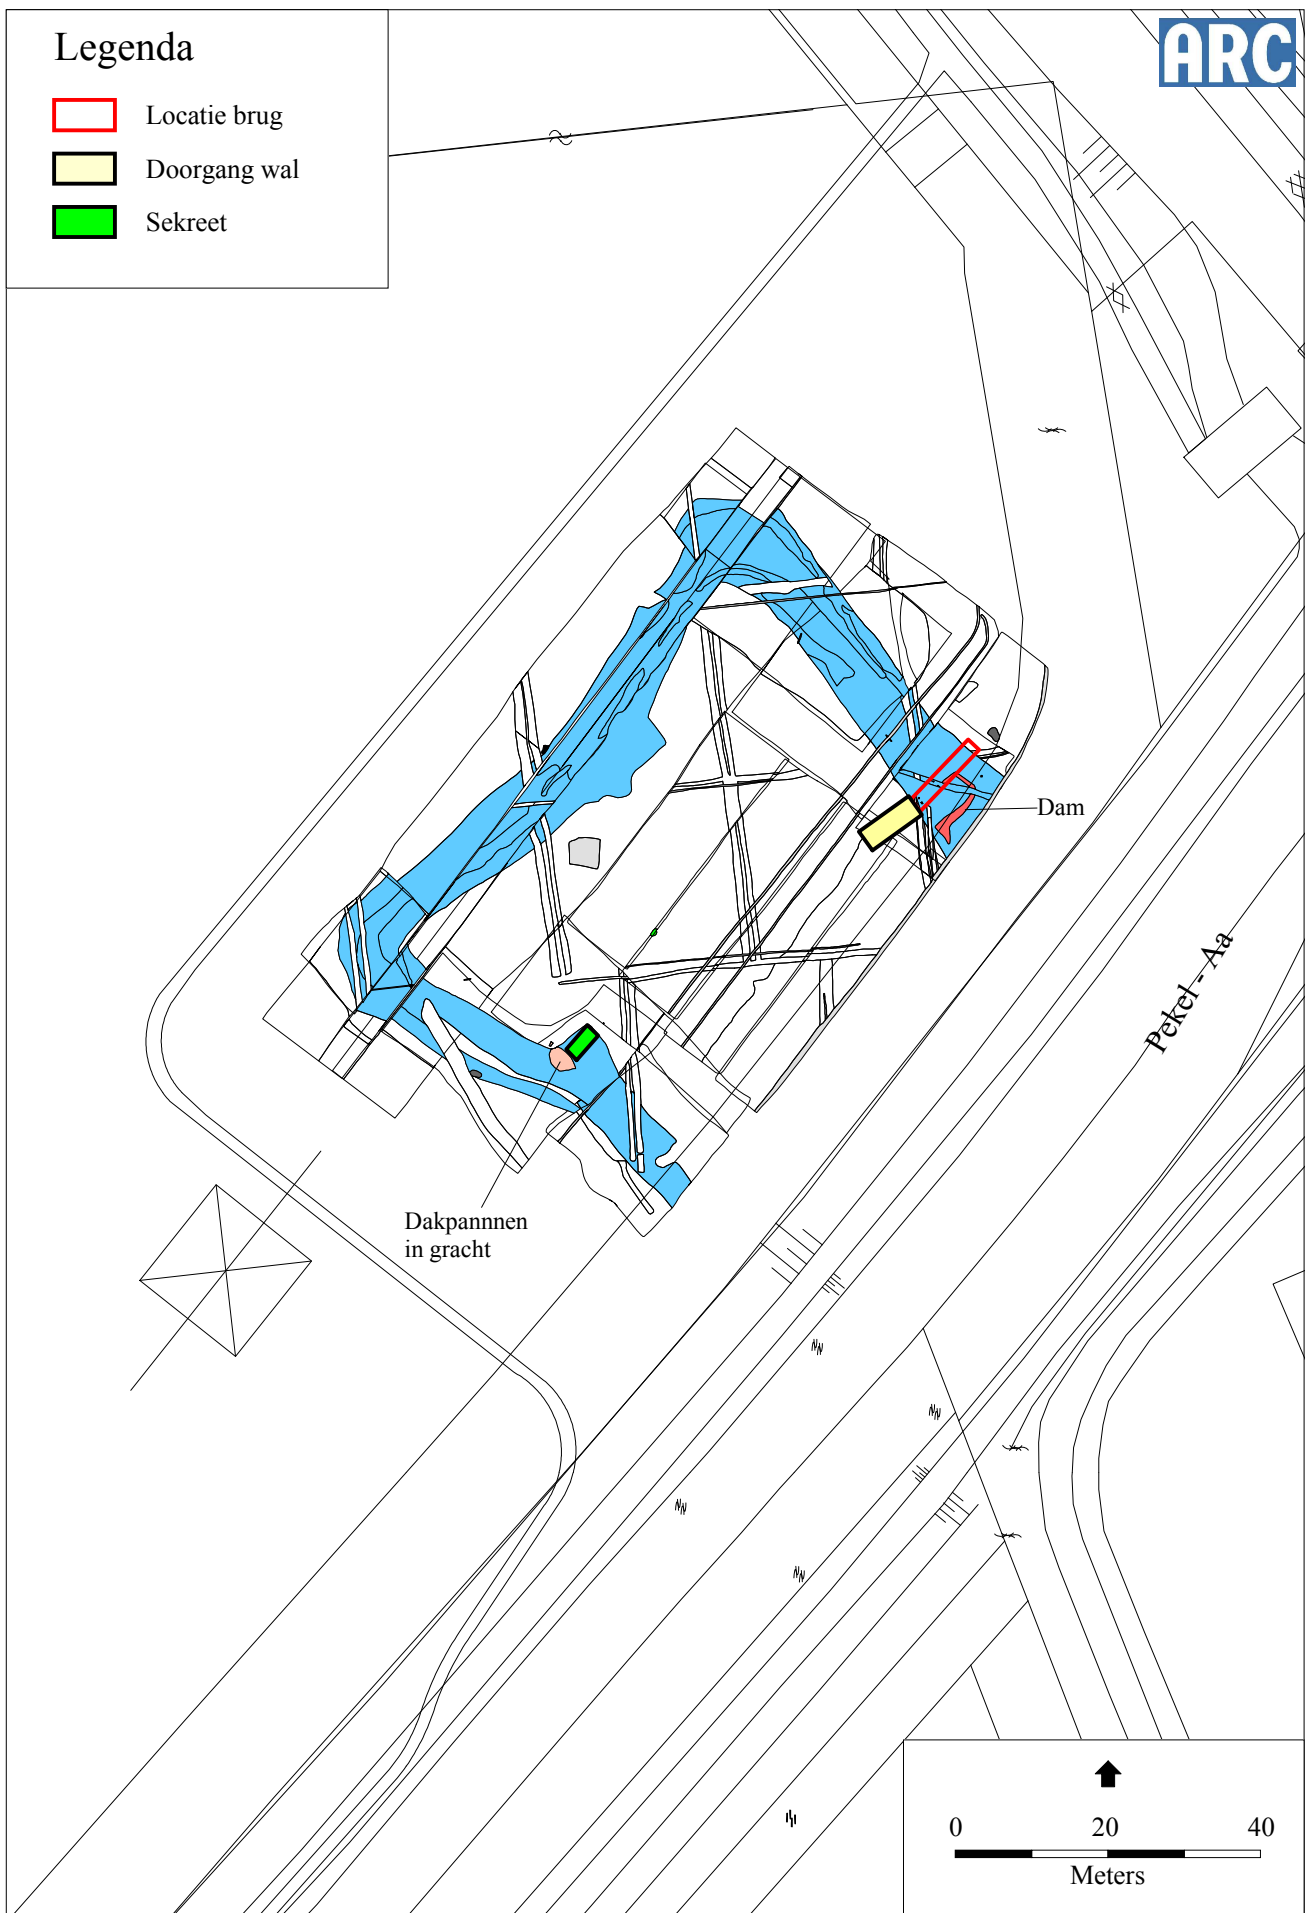 Legenda
Locatie brug
Doorgang wal
Sekreet
ARC
Dam
Pekel - Aa
Dakpannnen
in gracht
0 20 40
Meters